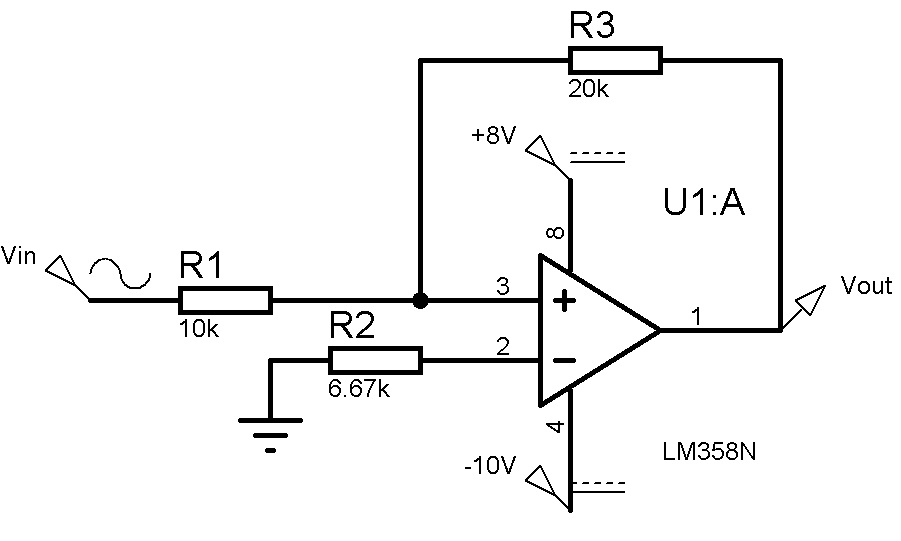 R3
20k
+8V
U1:A
8
Vin
R1
10k
3
+
Vout
1
R2
6.67k
2
−
4
-10V
LM358N